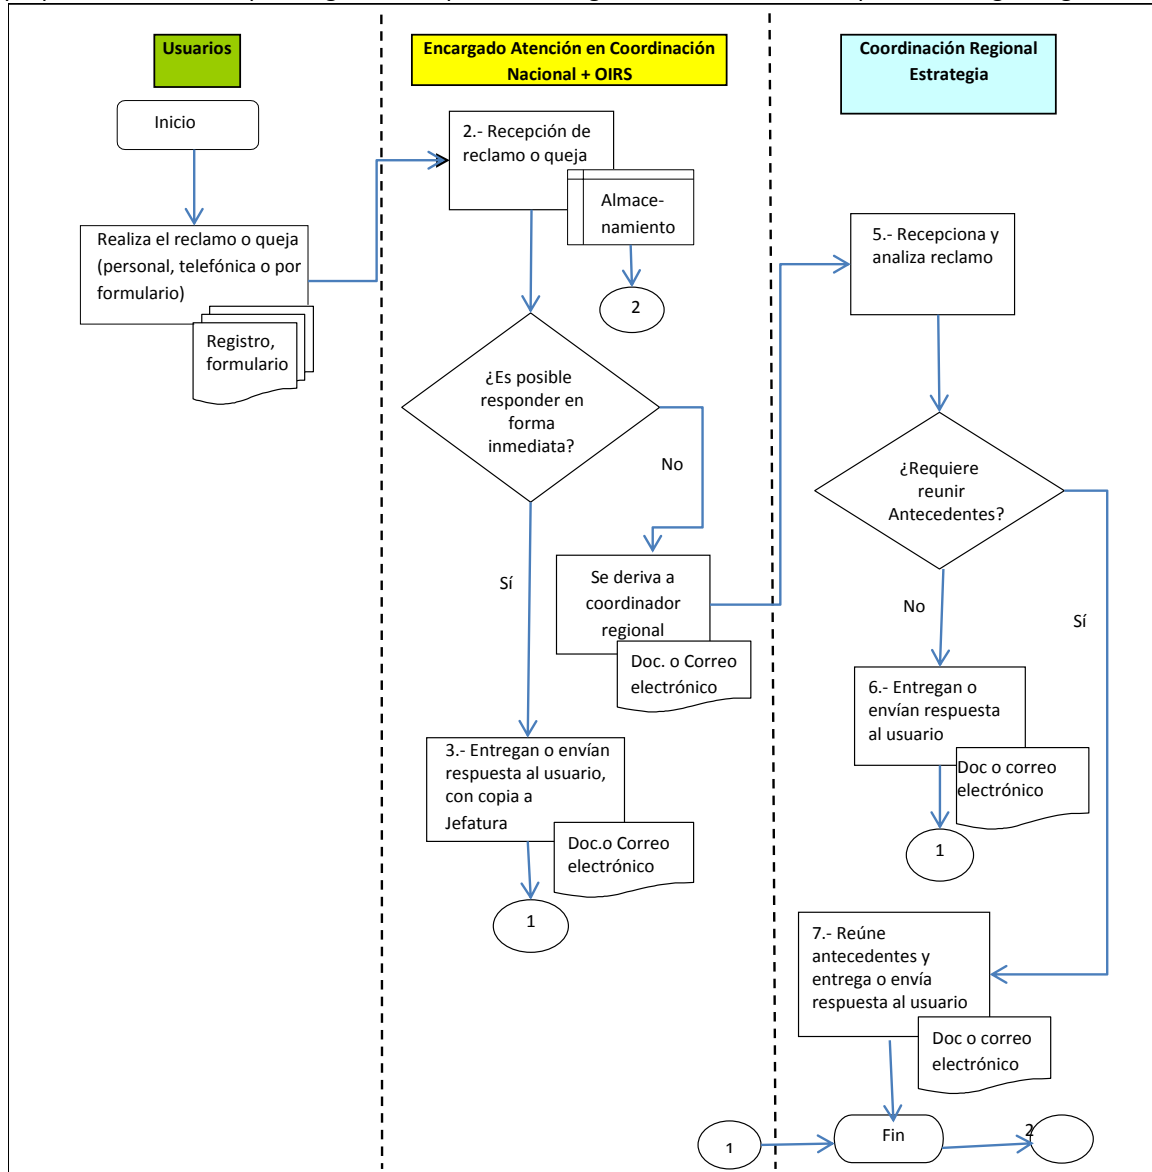 Usuarios
Encargado Atención en Coordinación
Nacional + OIRS
Coordinación Regional
Estrategia
Inicio
Realiza el reclamo o queja
(personal, telefónica o por
formulario)
Registro,
formulario
2.- Recepción de
reclamo o queja
Almace-
namiento
2
¿Es posible
responder en
forma
inmediata?
No
Sí
Se deriva a
coordinador
regional
Doc. o Correo
electrónico
3.- Entregan o envían
respuesta al usuario,
con copia a
Jefatura
Doc.o Correo
electrónico
1
5.- Recepciona y
analiza reclamo
¿Requiere
reunir
Antecedentes?
No
Sí
6.- Entregan o
envían respuesta
al usuario
Doc o correo
electrónico
1
7.- Reúne
antecedentes y
entrega o envía
respuesta al usuario
Doc o correo
electrónico
1
Fin
2